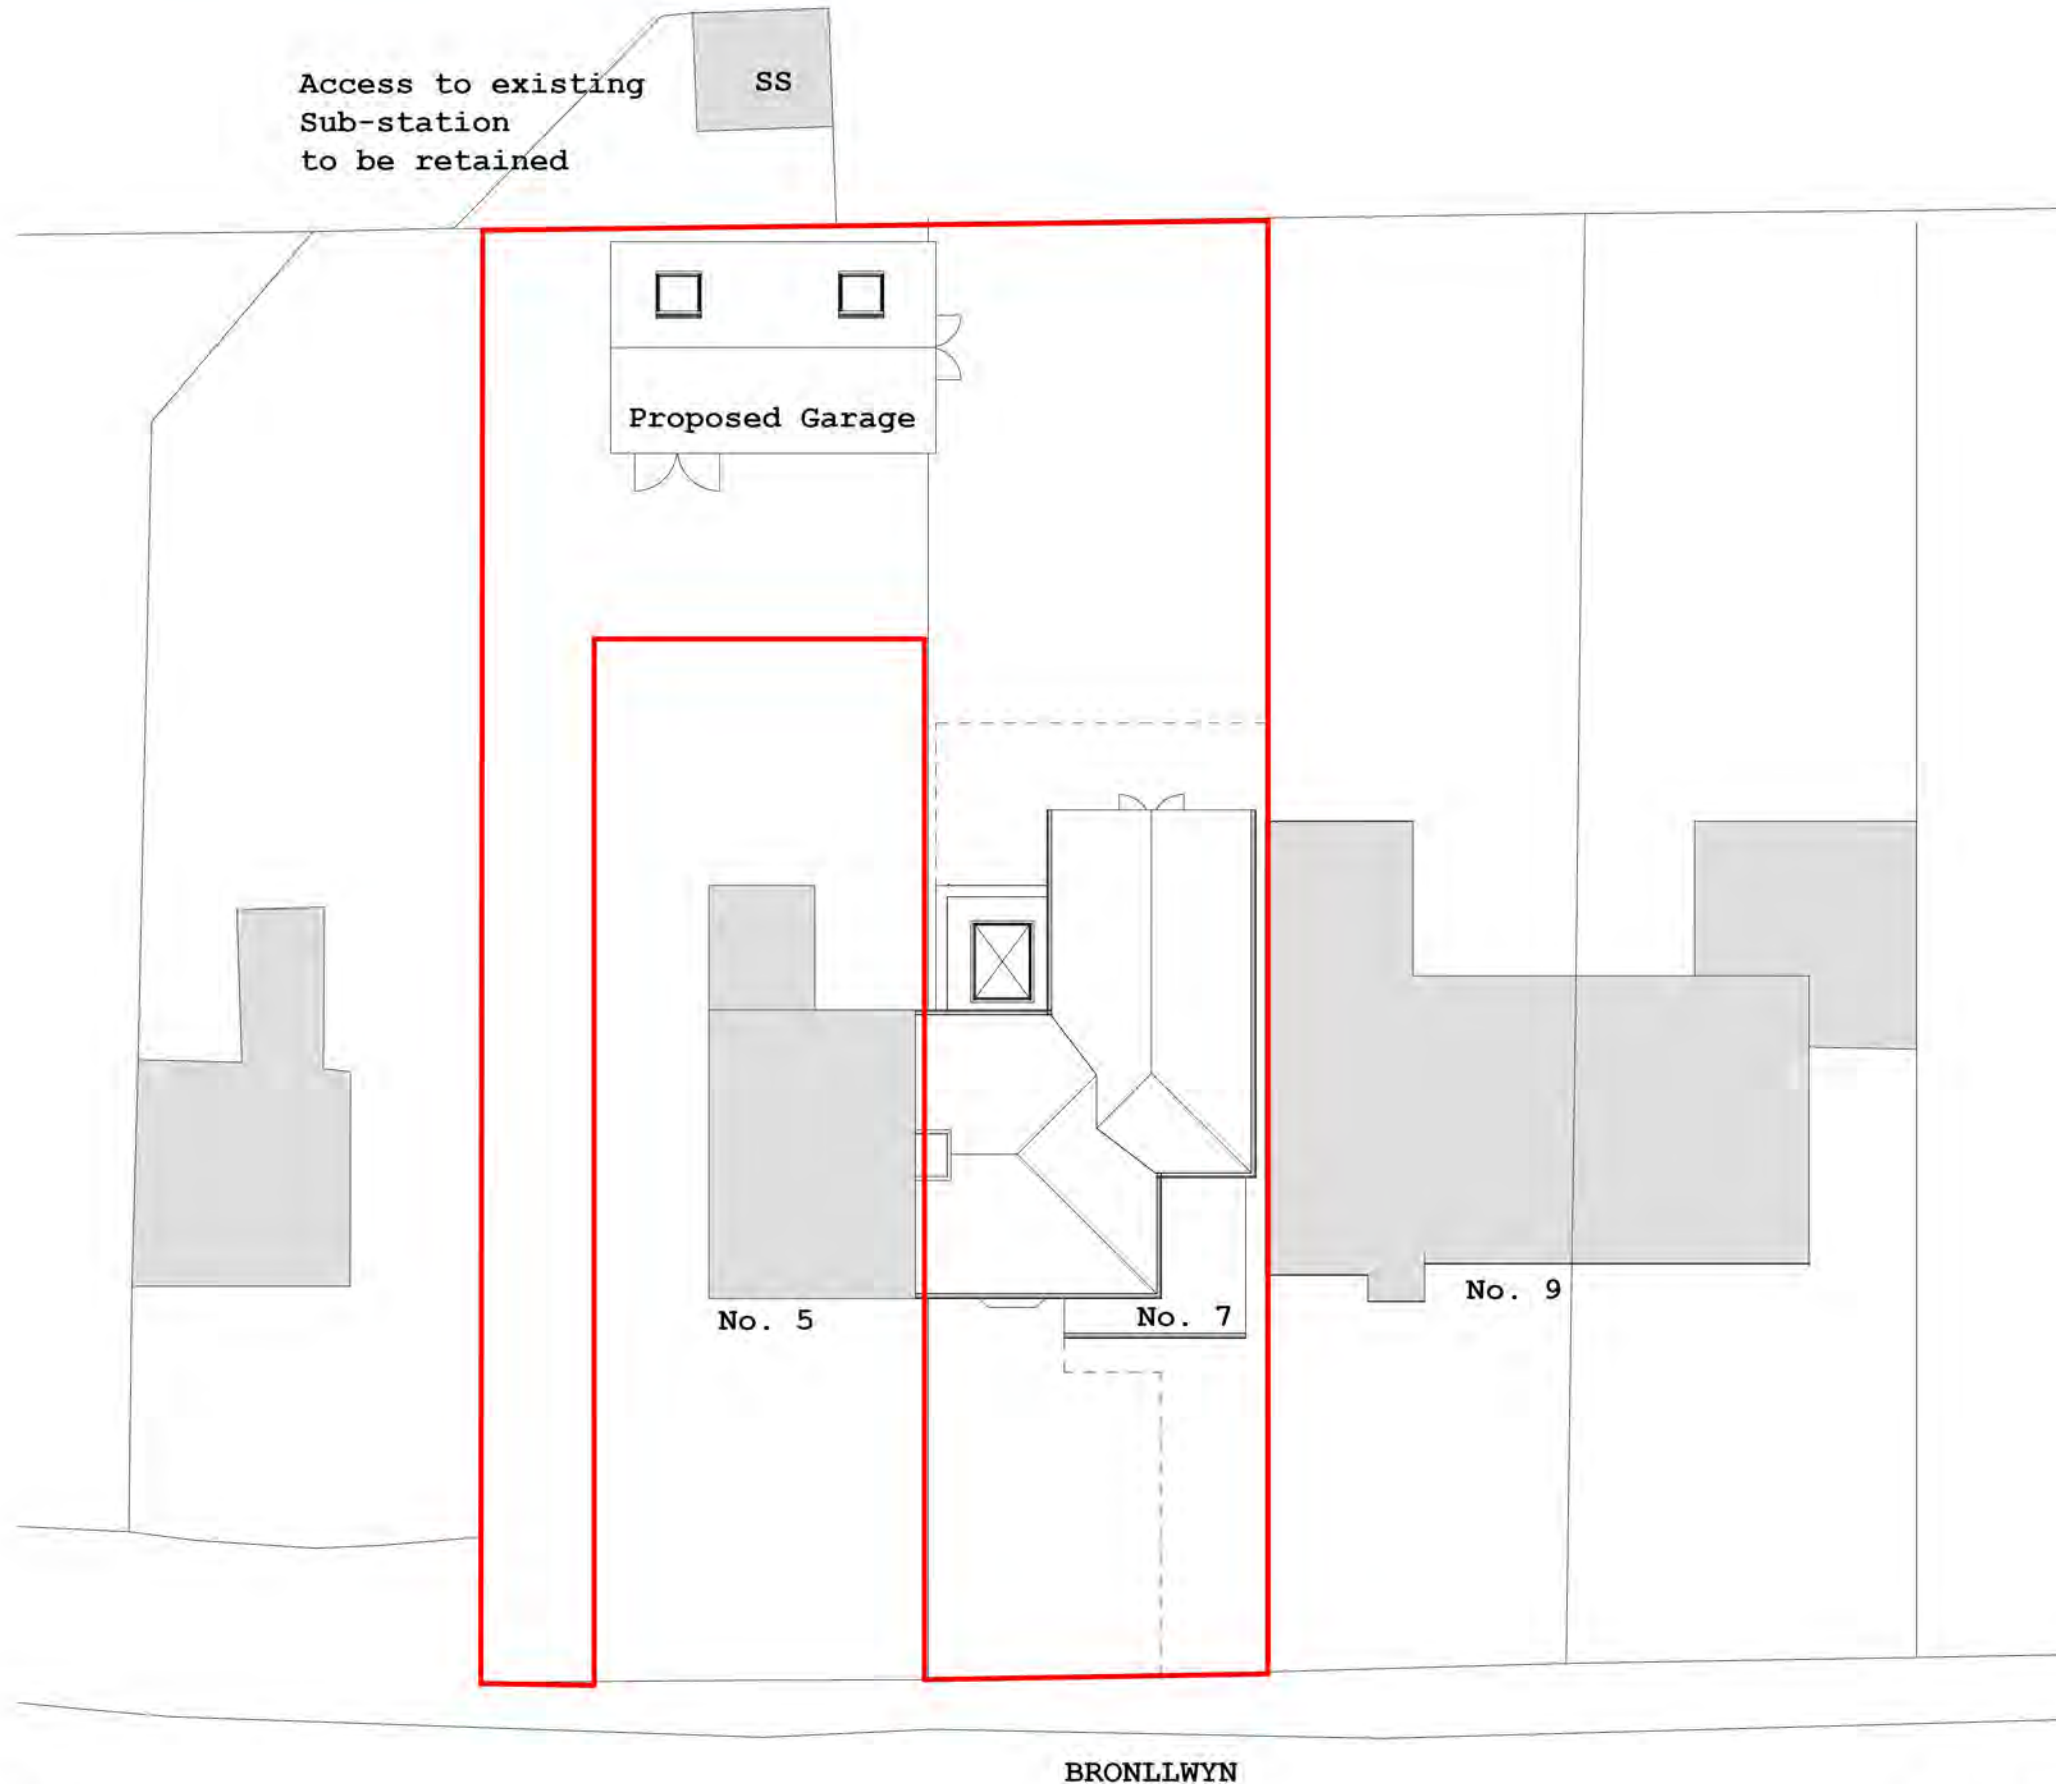 Access to existing
Sub-station
to be retained
SS
Proposed Garage
No. 5
No. 7
No. 9
BRONLLWYN